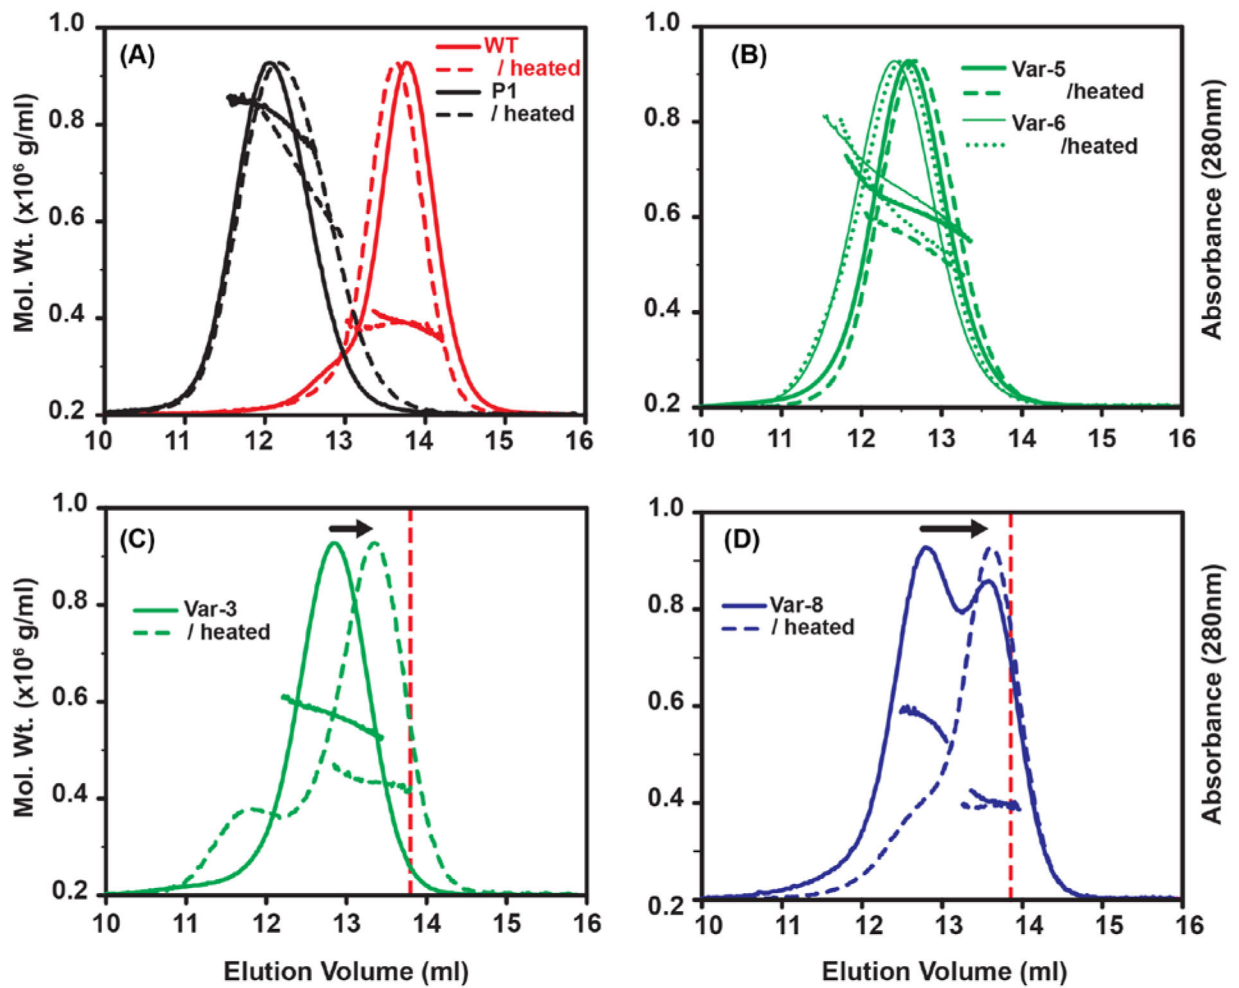 (A)
WT
/ heated
P1
/ heated
1.0
0.8
0.6
0.4
0.2
10 11 12 13 14 15 16
Mol. Wt. (x10⁶ g/ml)
(B)
Var-5
/heated
Var-6
/heated
1.0
0.8
0.6
0.4
0.2
10 11 12 13 14 15 16
Absorbance (280nm)
(C)
Var-3
/ heated
1.0
0.8
0.6
0.4
0.2
10 11 12 13 14 15 16
Mol. Wt. (x10⁶ g/ml)
Elution Volume (ml)
(D)
Var-8
/ heated
1.0
0.8
0.6
0.4
0.2
10 11 12 13 14 15 16
Absorbance (280nm)
Elution Volume (ml)